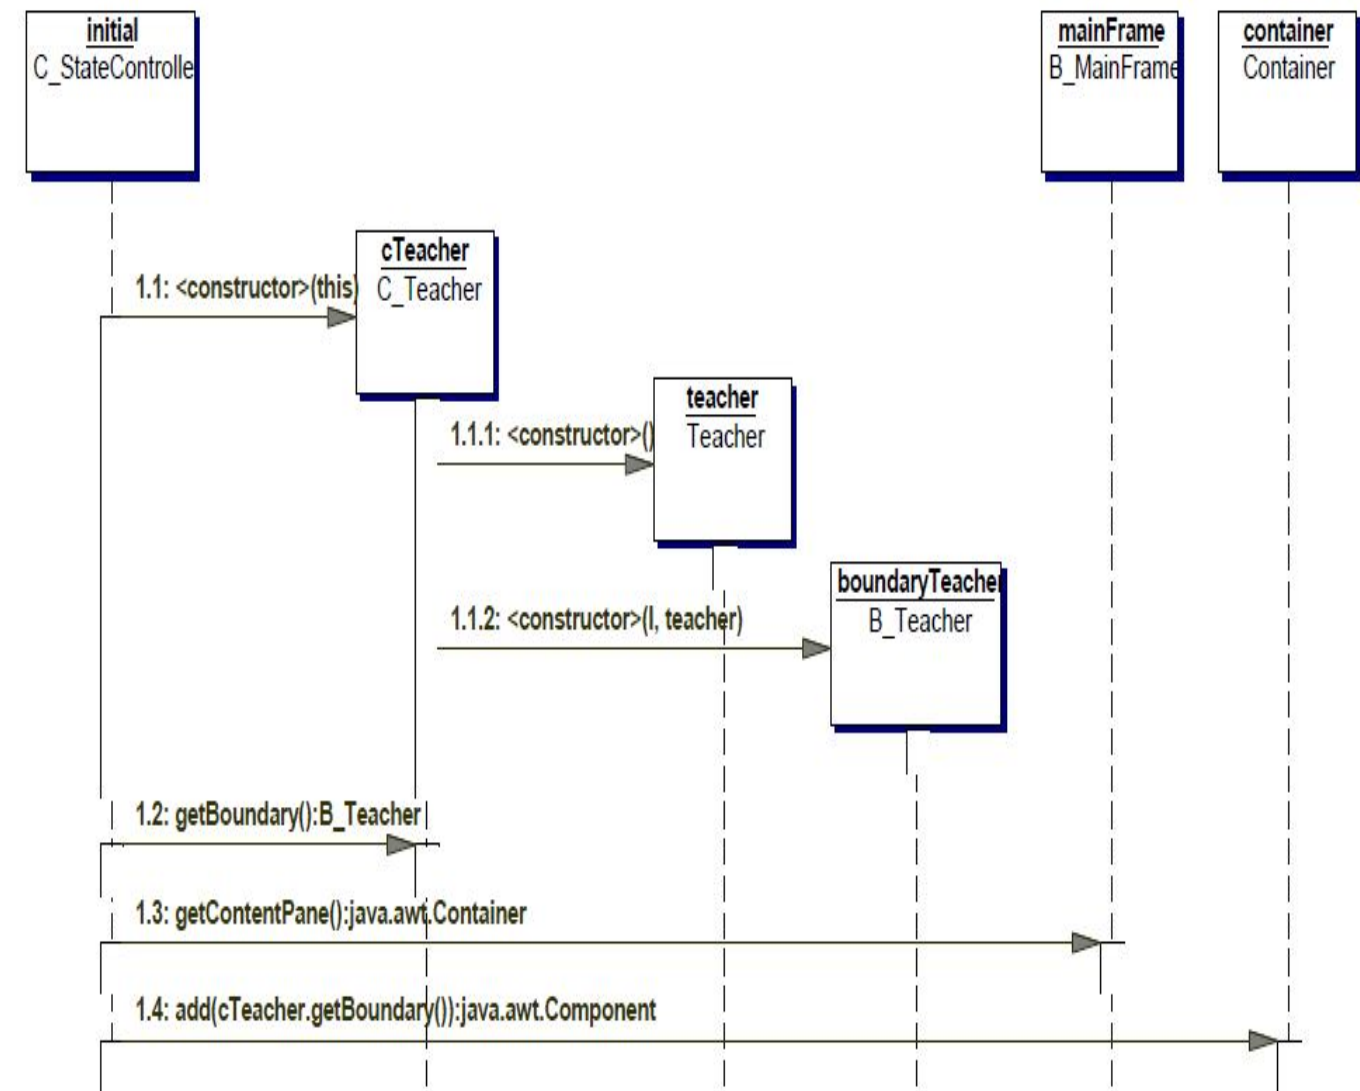 initial
C_StateControlle
mainFrame
B_MainFrame
container
Container
cTeacher
C_Teacher
1.1: <constructor>(this)
teacher
Teacher
1.1.1: <constructor>()
boundaryTeacher
B_Teacher
1.1.2: <constructor>(I, teacher)
1.2: getBoundary():B_Teacher
1.3: getContentPane():java.awt.Container
1.4: add(cTeacher.getBoundary()):java.awt.Component